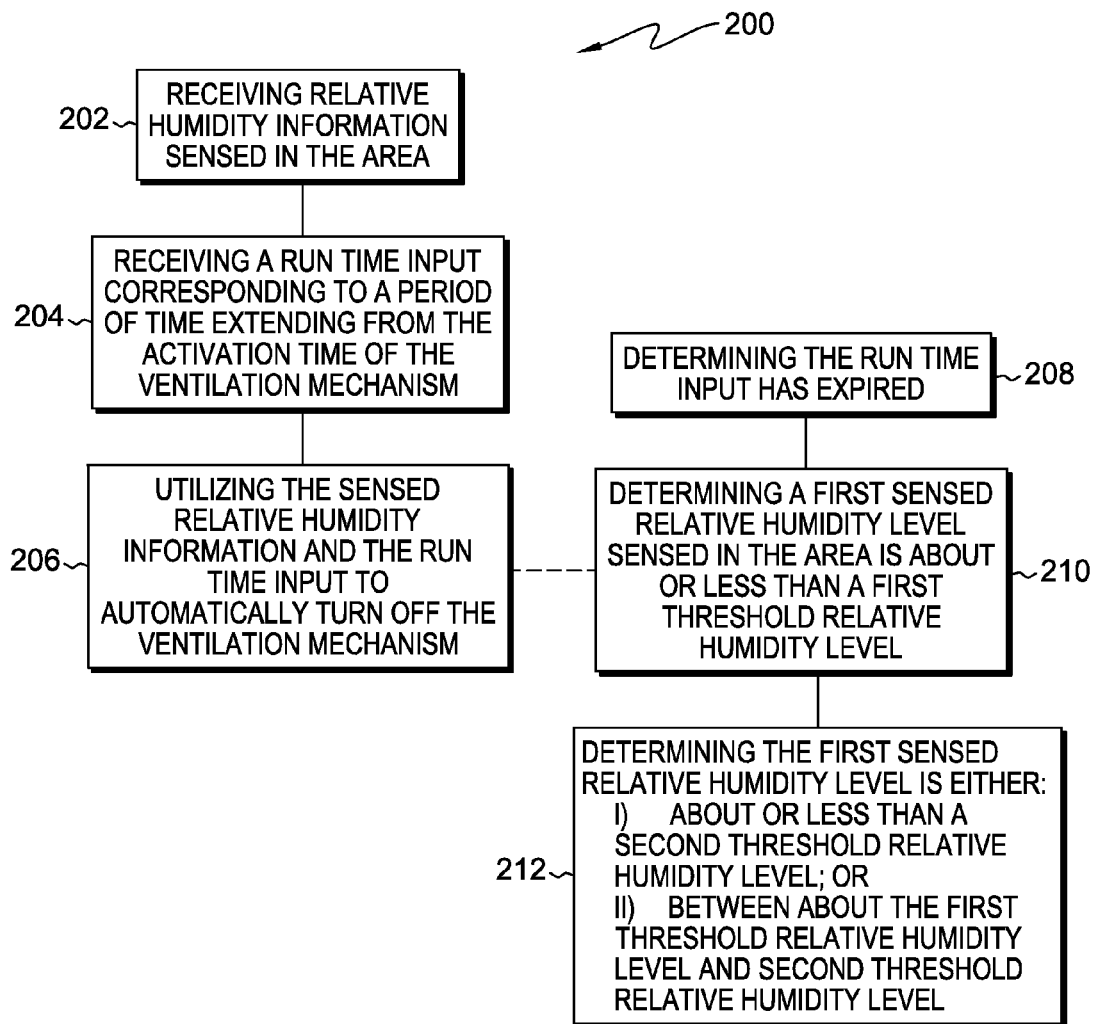 200
202
RECEIVING RELATIVE
HUMIDITY INFORMATION
SENSED IN THE AREA
204
RECEIVING A RUN TIME INPUT
CORRESPONDING TO A PERIOD
OF TIME EXTENDING FROM THE
ACTIVATION TIME OF THE
VENTILATION MECHANISM
206
UTILIZING THE SENSED
RELATIVE HUMIDITY
INFORMATION AND THE RUN
TIME INPUT TO
AUTOMATICALLY TURN OFF THE
VENTILATION MECHANISM
DETERMINING THE RUN TIME
INPUT HAS EXPIRED
208
DETERMINING A FIRST SENSED
RELATIVE HUMIDITY LEVEL
SENSED IN THE AREA IS ABOUT
OR LESS THAN A FIRST
THRESHOLD RELATIVE
HUMIDITY LEVEL
210
212
DETERMINING THE FIRST SENSED
RELATIVE HUMIDITY LEVEL IS EITHER:
I) ABOUT OR LESS THAN A
SECOND THRESHOLD RELATIVE
HUMIDITY LEVEL; OR
II) BETWEEN ABOUT THE FIRST
THRESHOLD RELATIVE HUMIDITY
LEVEL AND SECOND THRESHOLD
RELATIVE HUMIDITY LEVEL